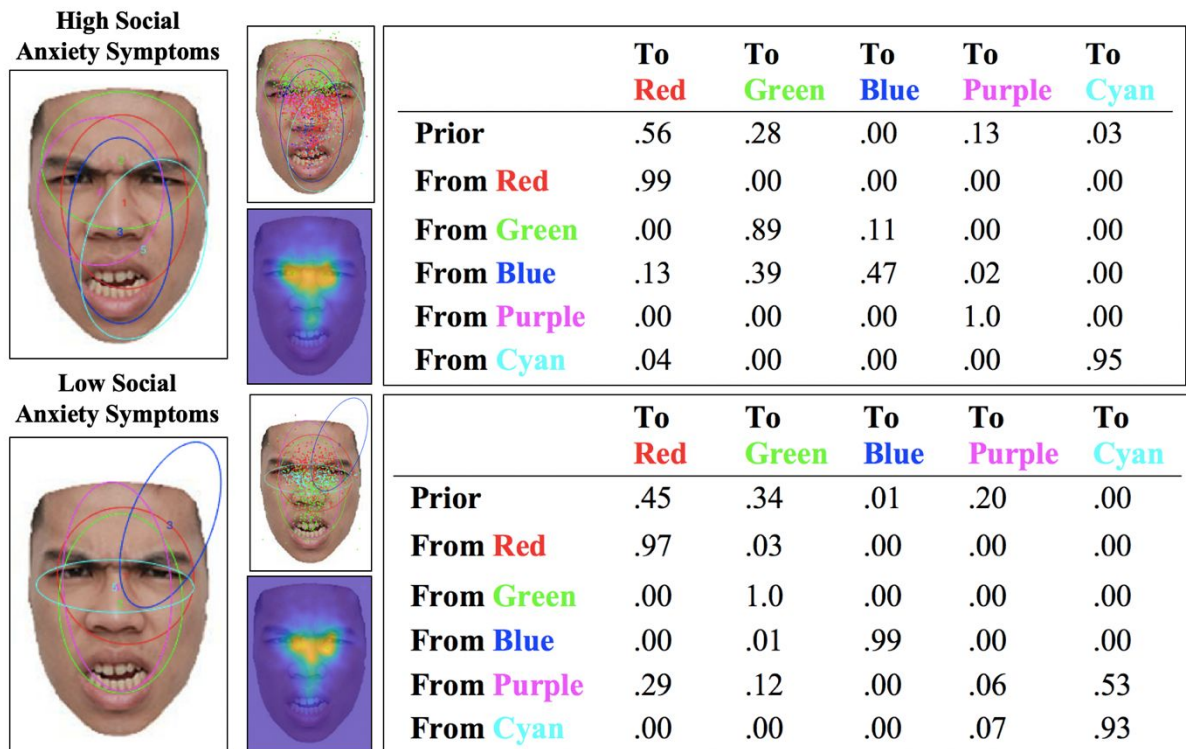 High Social
Anxiety Symptoms
To To To To To
Red Green Blue Purple Cyan
Prior .56 .28 .00 .13 .03
From Red .99 .00 .00 .00 .00
From Green .00 .89 .11 .00 .00
From Blue .13 .39 .47 .02 .00
From Purple .00 .00 .00 1.0 .00
From Cyan .04 .00 .00 .00 .95
1
3
5
Low Social
Anxiety Symptoms
To To To To To
Red Green Blue Purple Cyan
Prior .45 .34 .01 .20 .00
From Red .97 .03 .00 .00 .00
From Green .00 1.0 .00 .00 .00
From Blue .00 .01 .99 .00 .00
From Purple .29 .12 .00 .06 .53
From Cyan .00 .00 .00 .07 .93
3